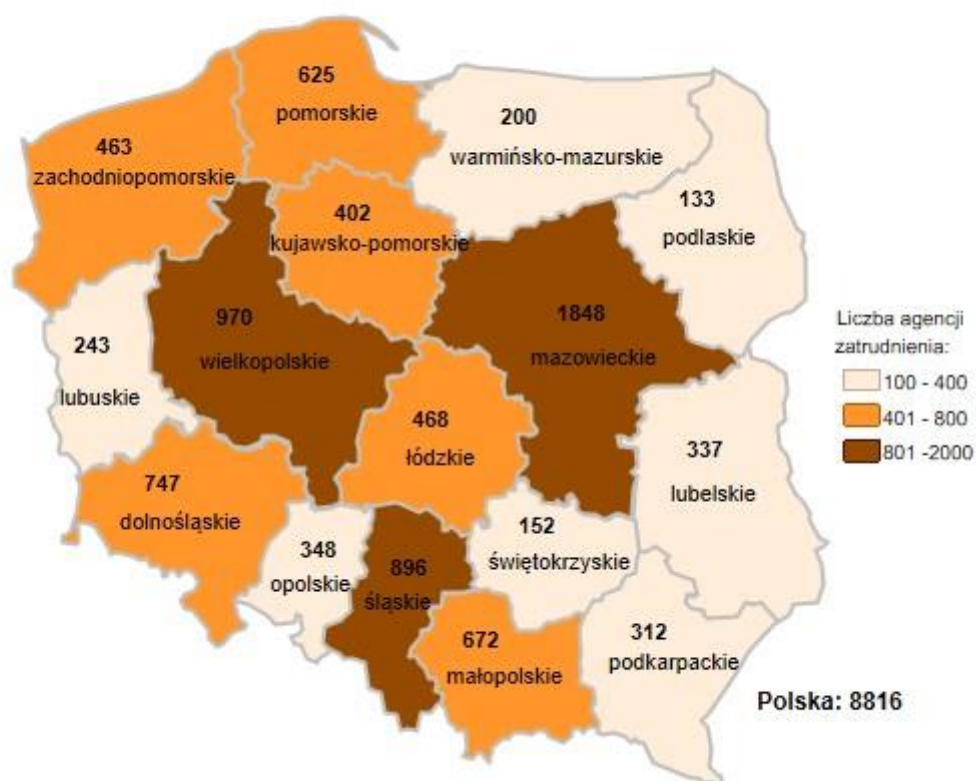 625
pomorskie
200
warmińsko-mazurskie
463
zachodniopomorskie
402
kujawsko-pomorskie
133
podlaskie
970
wielkopolskie
1848
mazowieckie
243
lubuskie
468
łódzkie
337
lubelskie
747
dolnośląskie
348
opolskie
896
śląskie
152
świętokrzyskie
672
małopolskie
312
podkarpackie
Liczba agencji
zatrudnienia:
100 - 400
401 - 800
801 -2000
Polska: 8816